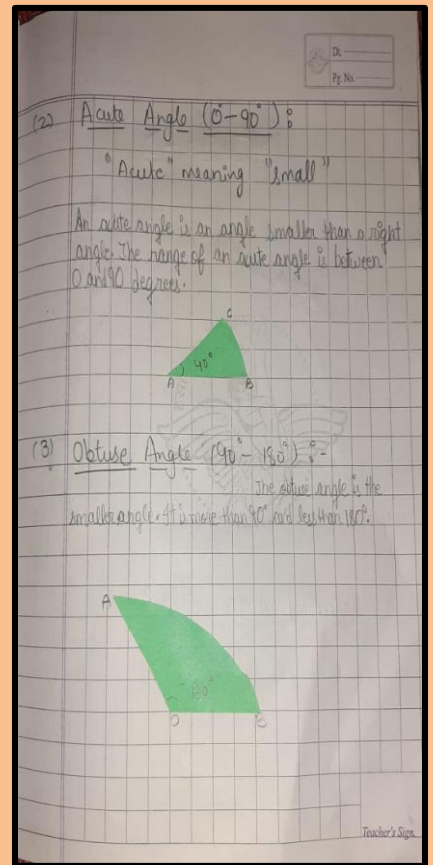 Dt.
Pg. No.
(2) Acute Angle (0°-90°):
"Acute" meaning "small"
An acute angle is an angle smaller than a right
angle. The range of an acute angle is between
0 and 90 degrees.
C
40°
A B
(3) Obtuse Angle (90°-180°):-
The obtuse angle is the
smaller angle. It is more than 90° and less than 180°.
A
O B
Teacher's Sign